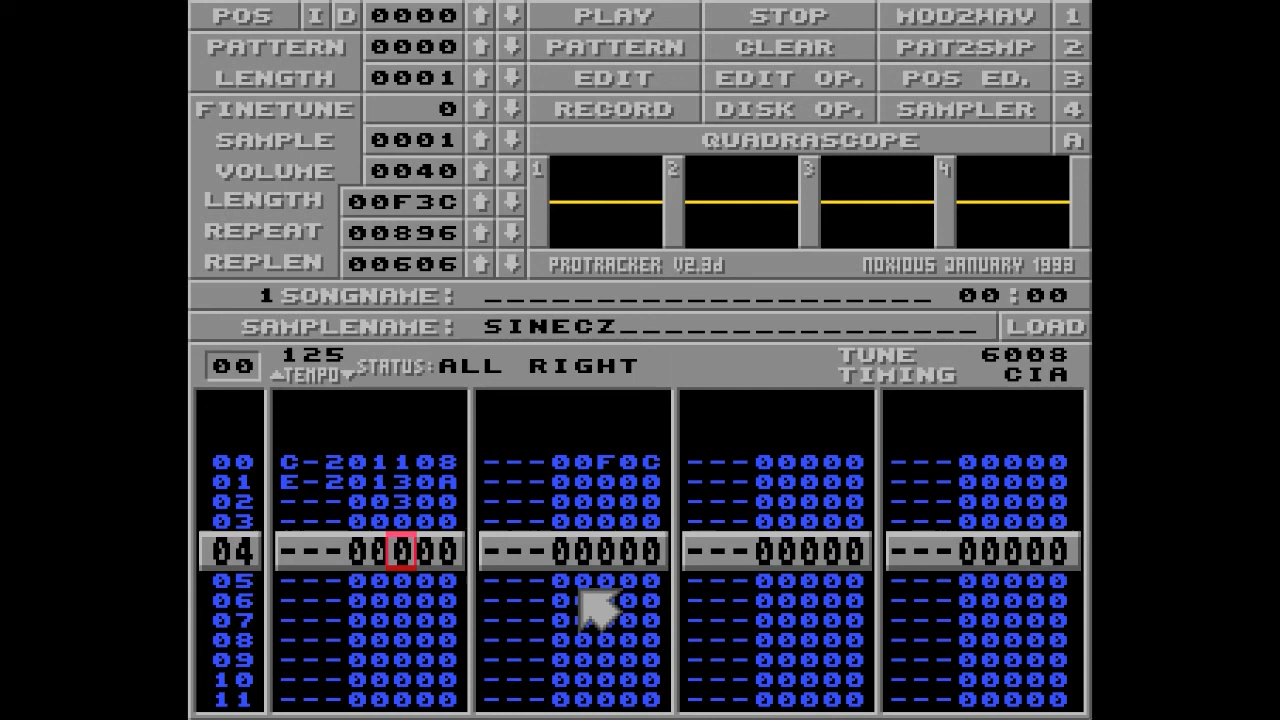 POS I D 0000 PLAY STOP MOD2WAV 1
PATTERN 0000 PATTERN CLEAR PAT2SMP 2
LENGTH 0001 EDIT EDIT OP. POS ED. 3
FINETUNE 0 RECORD DISK OP. SAMPLER 4
SAMPLE 0001 QUADRASCOPE A
VOLUME 0040 1 2 3 4
LENGTH 00F3C
REPEAT 00896
REPLEN 00606 PROTRACKER V2.3d NOXIOUS JANUARY 1993
1 SONGNAME: ____________________ 00:00
SAMPLENAME: SINECZ________________ LOAD
00 125 TEMPO STATUS: ALL RIGHT TUNE 6008
TIMING CIA
00 C-201108 ---00F0C ---00000 ---00000
01 E-20130A ---00000 ---00000 ---00000
02 ---00300 ---00000 ---00000 ---00000
03 ---00000 ---00000 ---00000 ---00000
04 ---00000 ---00000 ---00000 ---00000
05 ---00000 ---00000 ---00000 ---00000
06 ---00000 ---00000 ---00000 ---00000
07 ---00000 ---00000 ---00000 ---00000
08 ---00000 ---00000 ---00000 ---00000
09 ---00000 ---00000 ---00000 ---00000
10 ---00000 ---00000 ---00000 ---00000
11 ---00000 ---00000 ---00000 ---00000